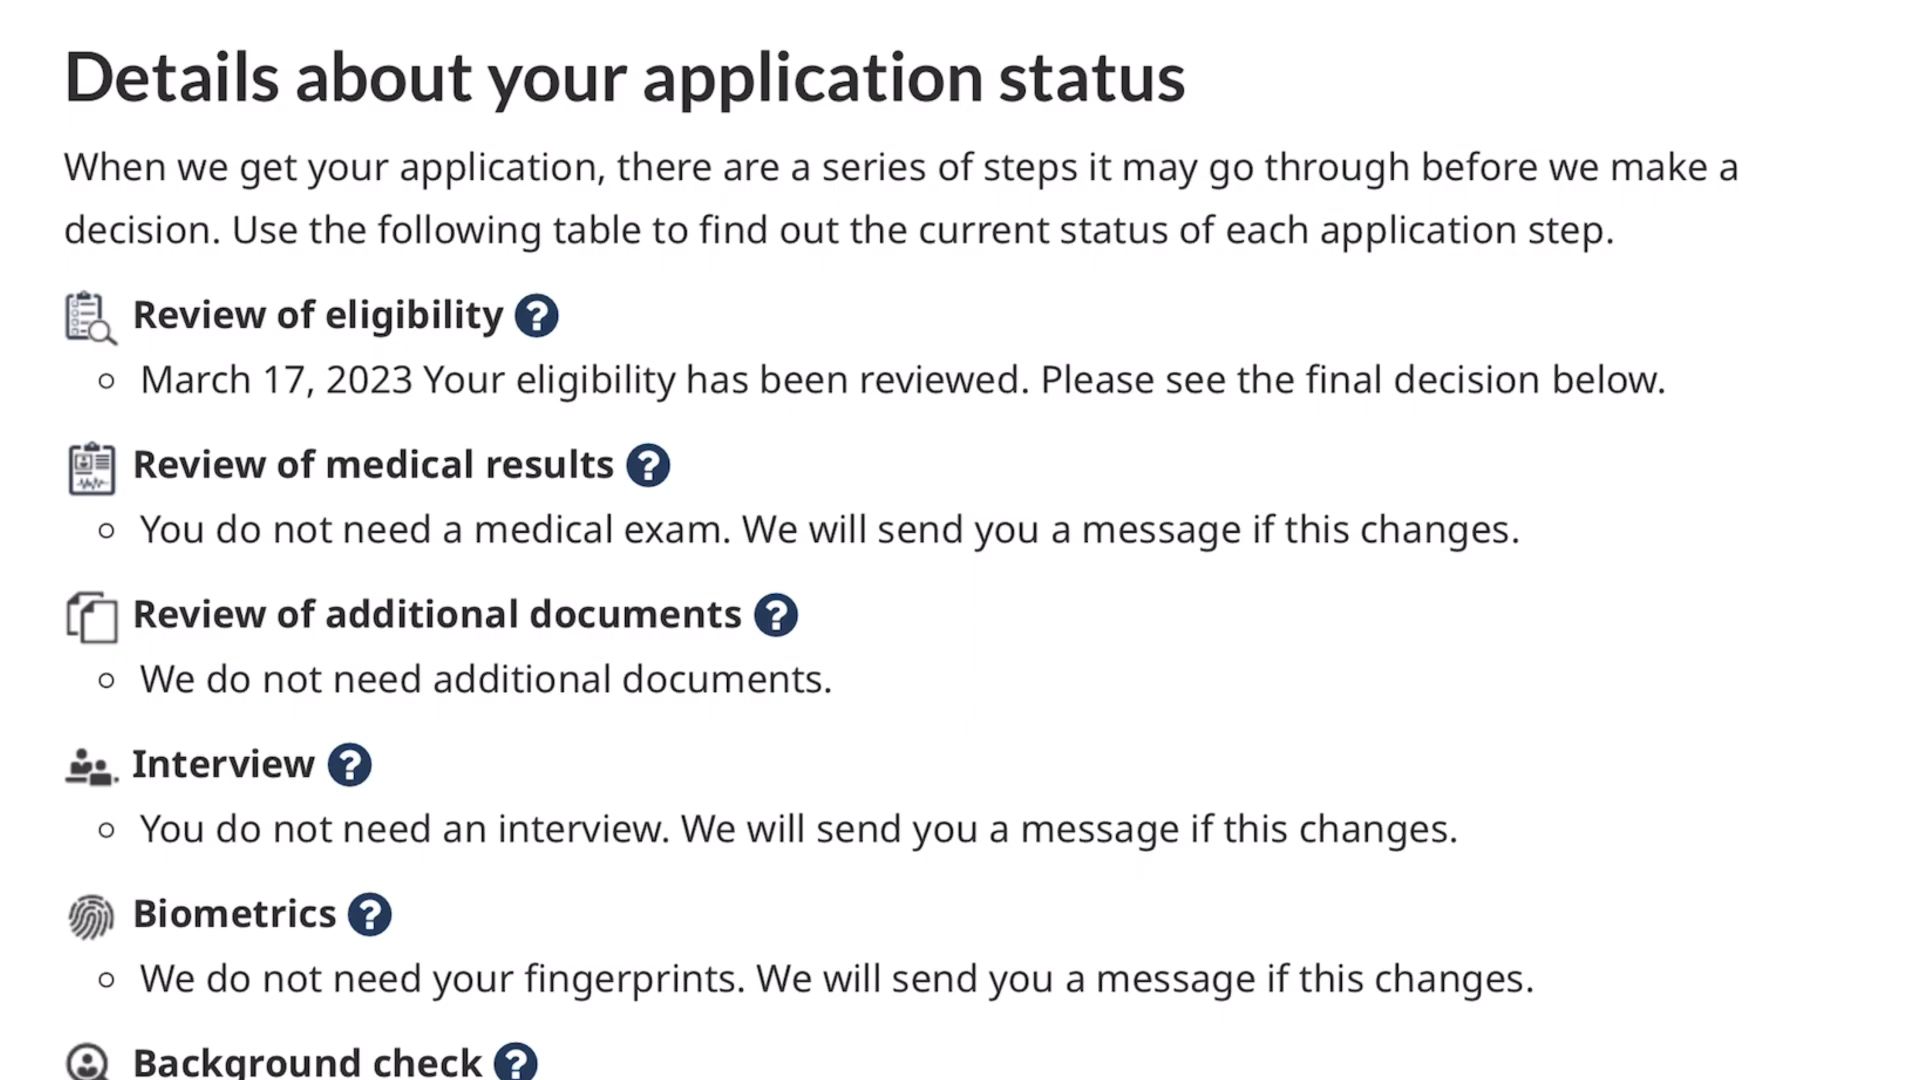 Details about your application status
When we get your application, there are a series of steps it may go through before we make a
decision. Use the following table to find out the current status of each application step.
Review of eligibility ?
March 17, 2023 Your eligibility has been reviewed. Please see the final decision below.
Review of medical results ?
You do not need a medical exam. We will send you a message if this changes.
Review of additional documents ?
We do not need additional documents.
Interview ?
You do not need an interview. We will send you a message if this changes.
Biometrics ?
We do not need your fingerprints. We will send you a message if this changes.
Background check ?